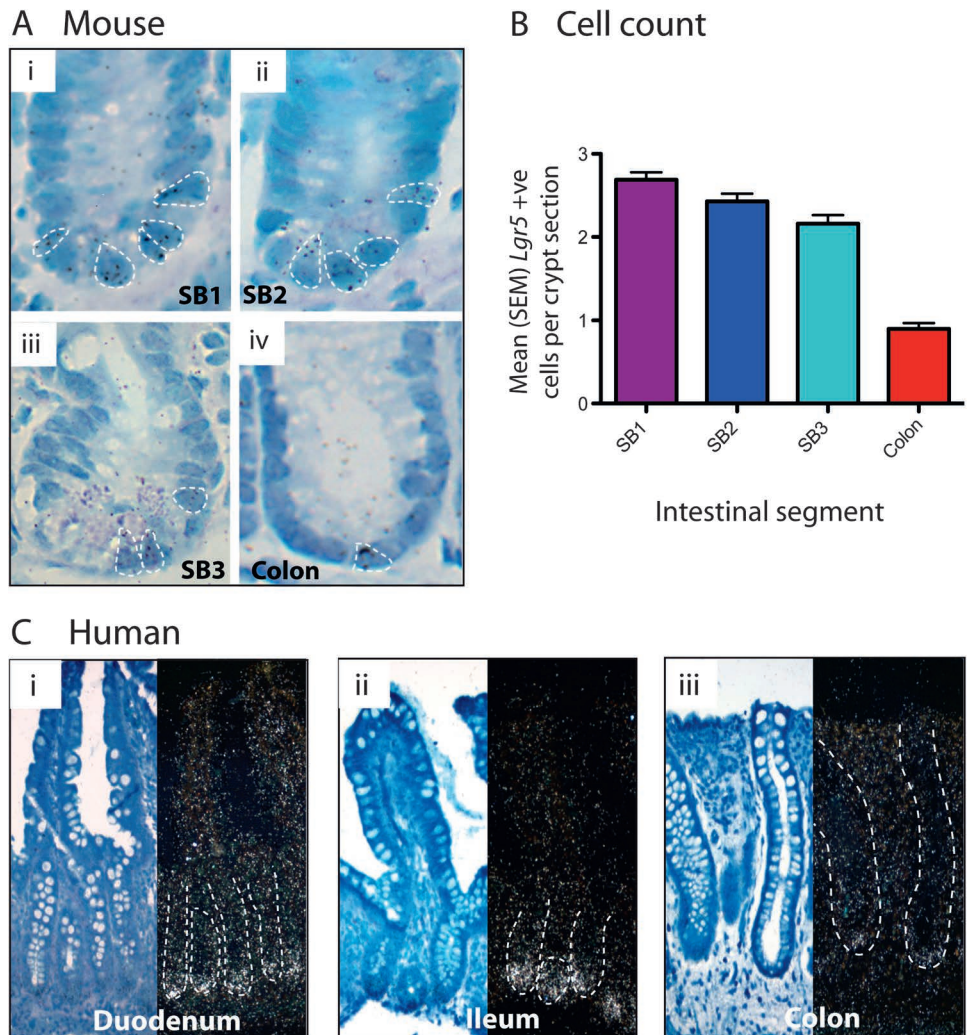 A Mouse
i
ii
SB1
SB2
iii
iv
SB3
Colon
B Cell count
Mean (SEM) Lgr5 +ve
cells per crypt section
3
2
1
0
SB1
SB2
SB3
Colon
Intestinal segment
C Human
i
ii
iii
Duodenum
Ileum
Colon